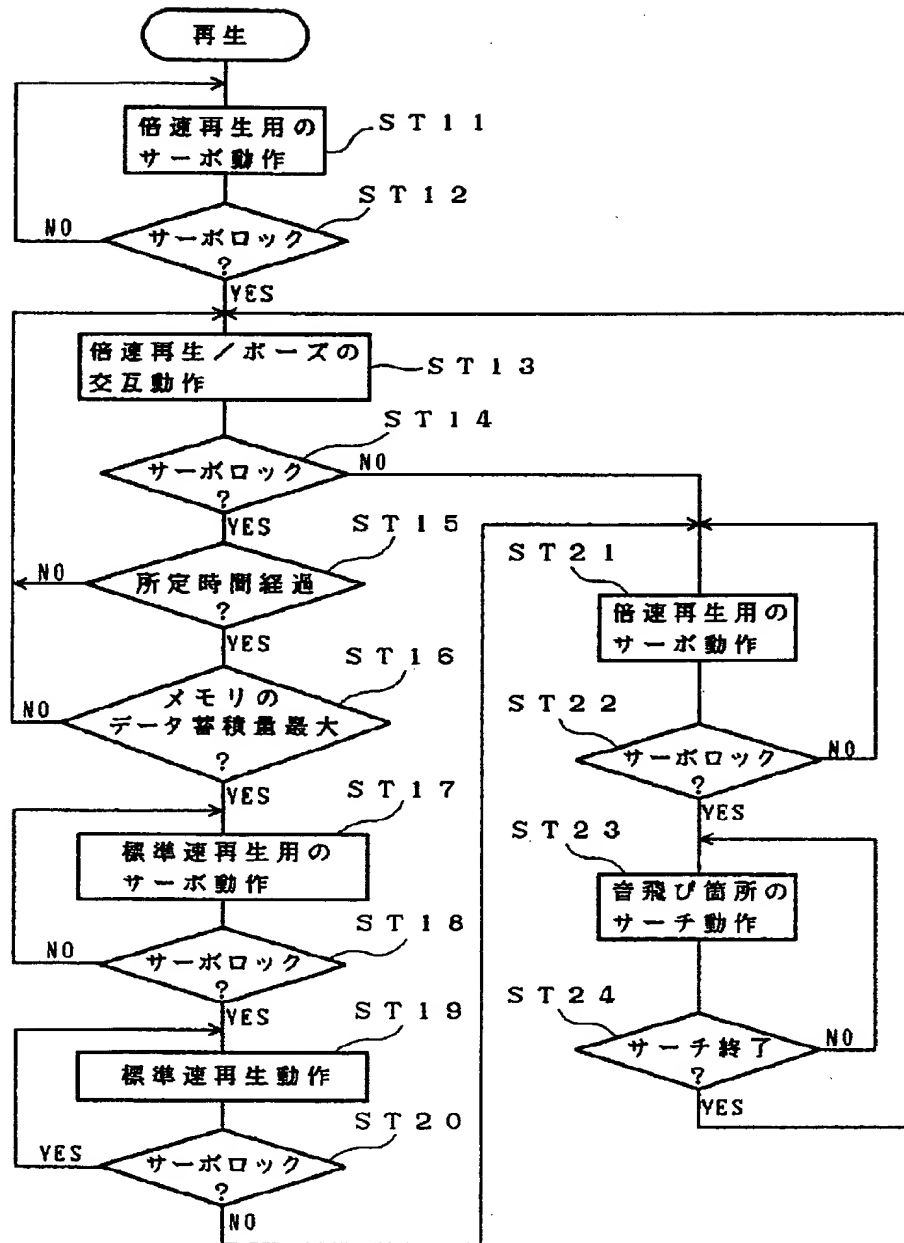 再生
倍速再生用の
サーボ動作
ST11
ST12
NO
サーボロック
?
YES
倍速再生/ポーズの
交互動作
ST13
ST14
サーボロック
?
NO
YES
ST15
NO
所定時間経過
?
YES
ST16
NO
メモリの
データ蓄積量最大
?
YES
ST17
標準速再生用の
サーボ動作
ST18
NO
サーボロック
?
YES
ST19
標準速再生動作
ST20
YES
サーボロック
?
NO
ST21
倍速再生用の
サーボ動作
ST22
サーボロック
?
NO
YES
ST23
音飛び箇所の
サーチ動作
ST24
サーチ終了
?
NO
YES